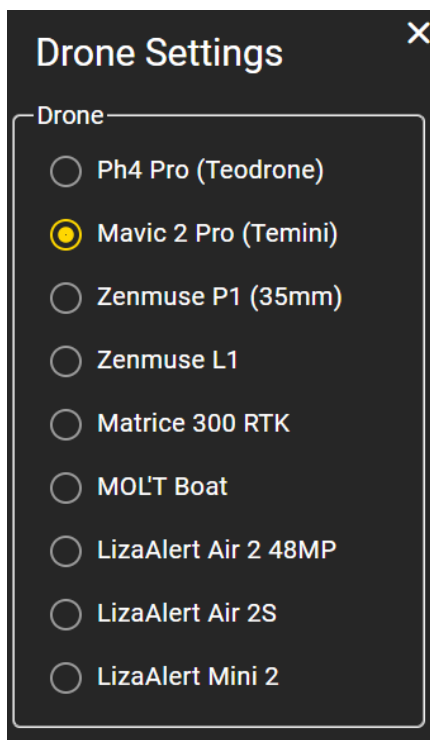 Drone Settings
Drone
Ph4 Pro (Teodrone)
Mavic 2 Pro (Temini)
Zenmuse P1 (35mm)
Zenmuse L1
Matrice 300 RTK
MOL'T Boat
LizaAlert Air 2 48MP
LizaAlert Air 2S
LizaAlert Mini 2